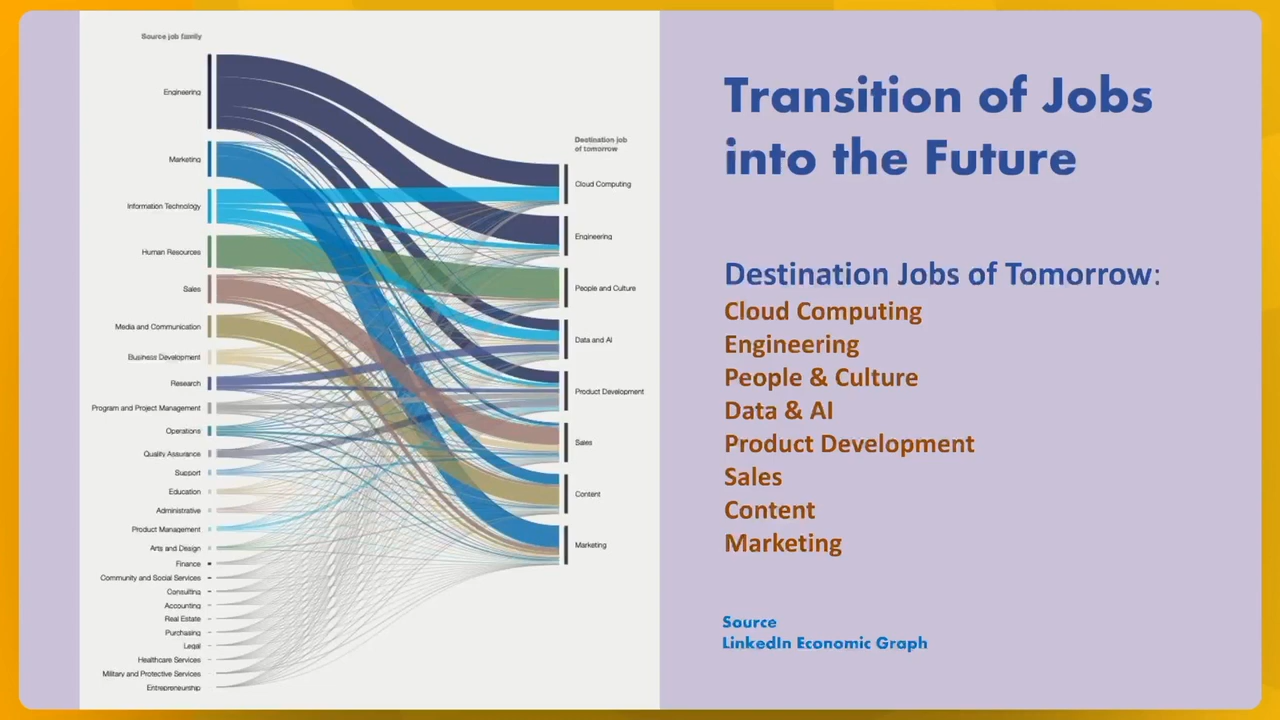 Source job family
Engineering
Marketing
Information Technology
Human Resources
Sales
Media and Communication
Business Development
Research
Program and Project Management
Operations
Quality Assurance
Support
Education
Administrative
Product Management
Arts and Design
Finance
Community and Social Services
Consulting
Accounting
Real Estate
Purchasing
Legal
Healthcare Services
Military and Protective Services
Entrepreneurship
Destination job
of tomorrow
Cloud Computing
Engineering
People and Culture
Data and AI
Product Development
Sales
Content
Marketing
Transition of Jobs
into the Future
Destination Jobs of Tomorrow:
Cloud Computing
Engineering
People & Culture
Data & AI
Product Development
Sales
Content
Marketing
Source
LinkedIn Economic Graph